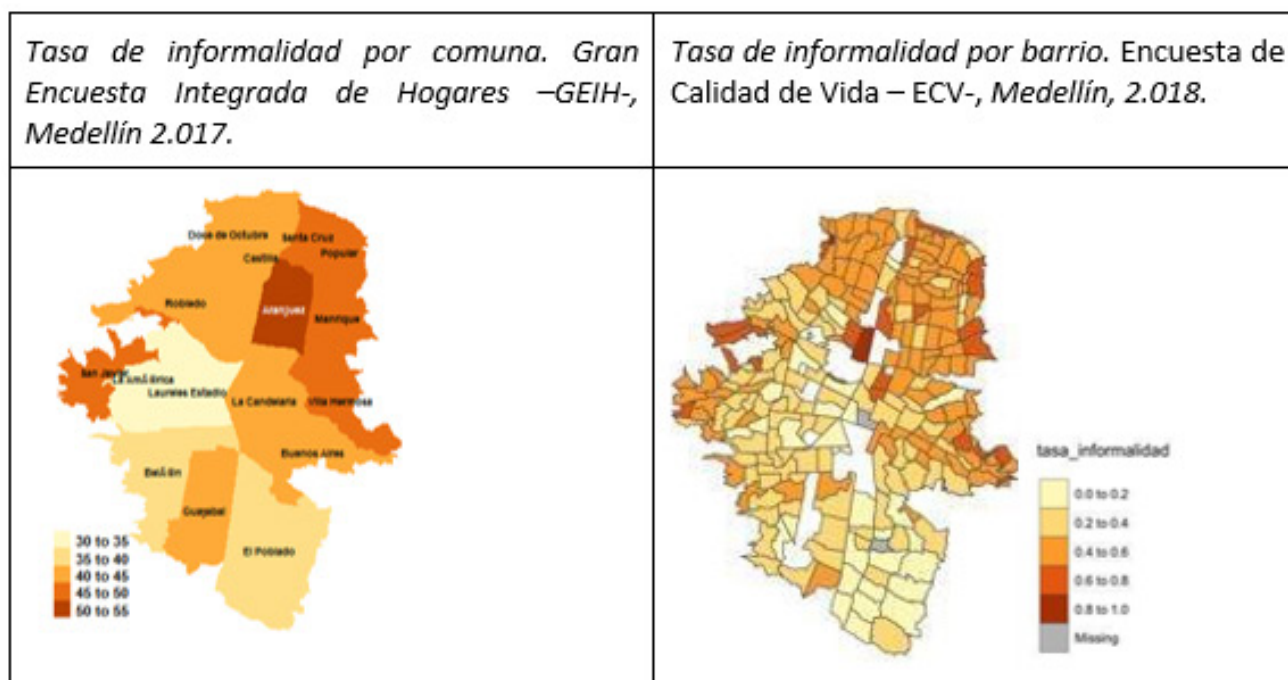 Tasa de informalidad por comuna. Gran
Encuesta Integrada de Hogares –GEIH-,
Medellín 2.017.
Tasa de informalidad por barrio. Encuesta de
Calidad de Vida – ECV-, Medellín, 2.018.
Doce de Octubre
Santa Cruz
Popular
Castilla
Robledo
Aranjuez
Manrique
San Javier
La AmÃ©rica
Laureles Estadio
La Candelaria
Villa Hermosa
Buenos Aires
BelÃ©n
Guayabal
El Poblado
30 to 35
35 to 40
40 to 45
45 to 50
50 to 55
tasa_informalidad
0.0 to 0.2
0.2 to 0.4
0.4 to 0.6
0.6 to 0.8
0.8 to 1.0
Missing